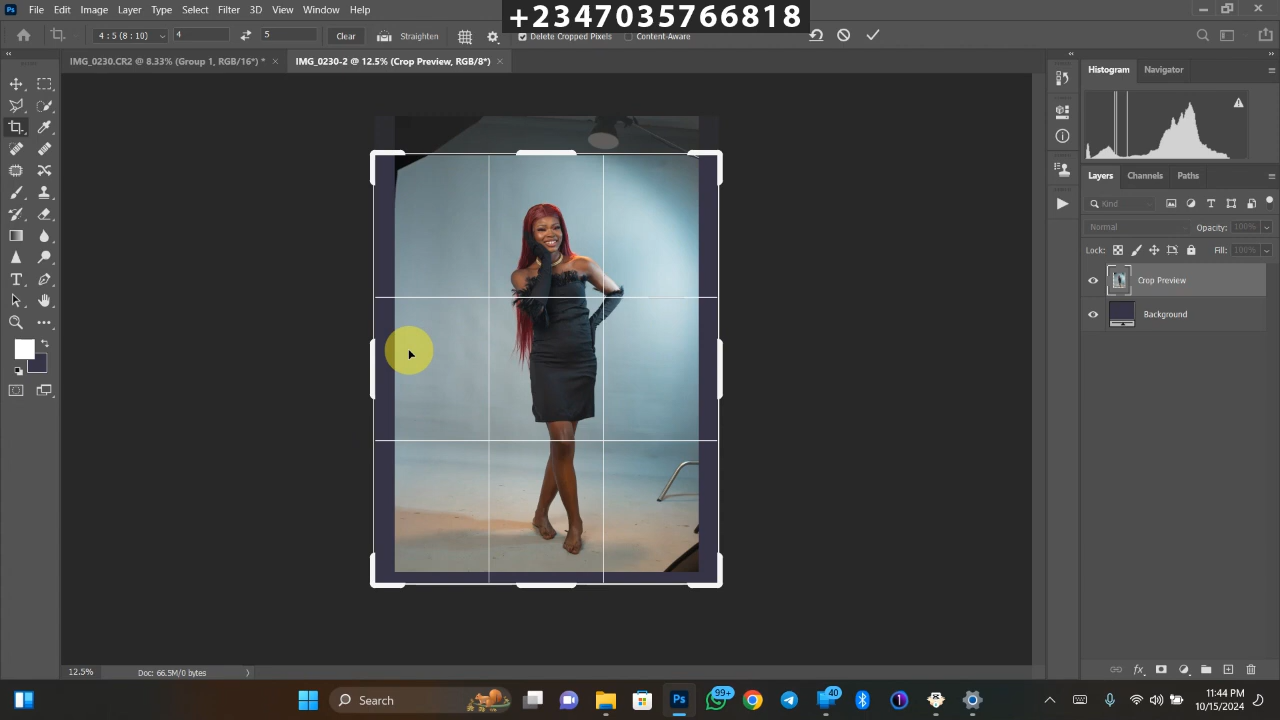 +2347035766818
Ps File Edit Image Layer Type Select Filter 3D View Window Help
4 : 5 (8 : 10) 4 5 Clear Straighten Delete Cropped Pixels Content-Aware
IMG_0230.CR2 @ 8.33% (Group 1, RGB/16*) * × IMG_0230-2 @ 12.5% (Crop Preview, RGB/8*) ×
Histogram Navigator
Layers Channels Paths
Kind
Normal Opacity: 100%
Lock: Fill: 100%
Crop Preview
Background
12.5% Doc: 66.5M/0 bytes
Search Ps 99+ 40 1
11:44 PM
10/15/2024